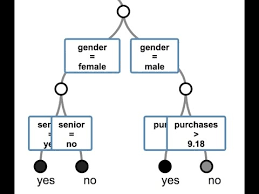 gender
=
female
gender
=
male
senior
=
no
purchases
>
9.18
yes
no
yes
no